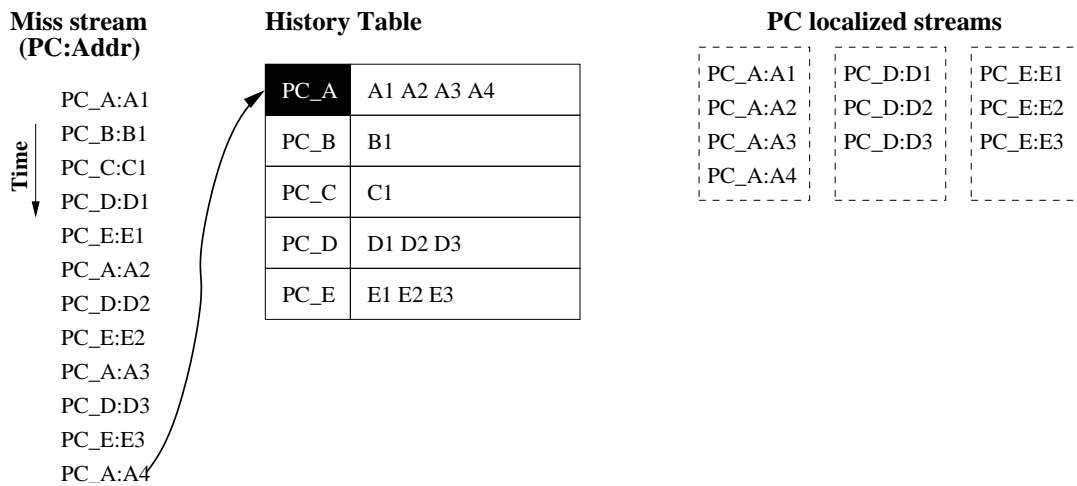 Miss stream
(PC:Addr)
Time
PC_A:A1
PC_B:B1
PC_C:C1
PC_D:D1
PC_E:E1
PC_A:A2
PC_D:D2
PC_E:E2
PC_A:A3
PC_D:D3
PC_E:E3
PC_A:A4
History Table
PC_A A1 A2 A3 A4
PC_B B1
PC_C C1
PC_D D1 D2 D3
PC_E E1 E2 E3
PC localized streams
PC_A:A1 PC_D:D1 PC_E:E1
PC_A:A2 PC_D:D2 PC_E:E2
PC_A:A3 PC_D:D3 PC_E:E3
PC_A:A4